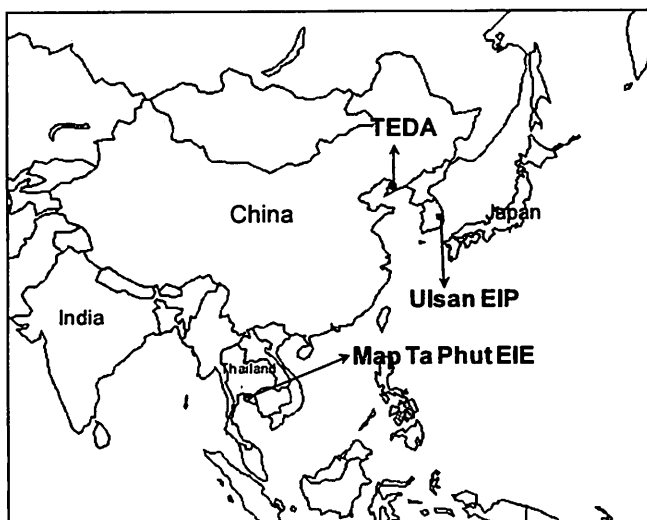 TEDA
China
Japan
Ulsan EIP
India
Map Ta Phut EIE
Thailand